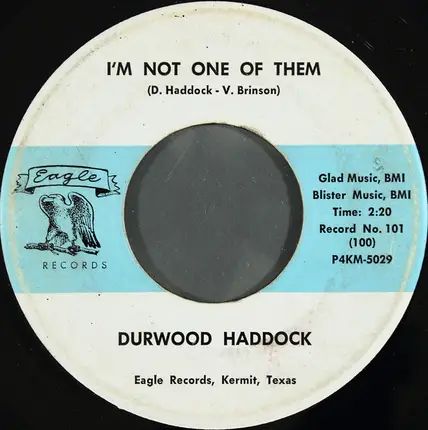 I'M NOT ONE OF THEM
(D. Haddock - V. Brinson)
Eagle
RECORDS
Glad Music, BMI
Blister Music, BMI
Time: 2:20
Record No. 101
(100)
P4KM-5029
DURWOOD HADDOCK
Eagle Records, Kermit, Texas